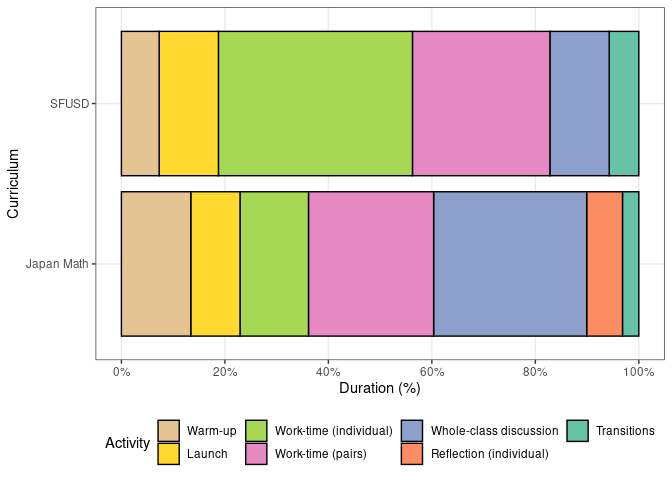 Curriculum
SFUSD
Japan Math
0% 20% 40% 60% 80% 100%
Duration (%)
Activity
Warm-up Work-time (individual) Whole-class discussion Transitions
Launch Work-time (pairs) Reflection (individual)